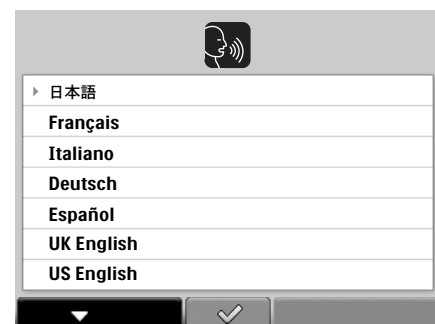 日本語
Français
Italiano
Deutsch
Español
UK English
US English